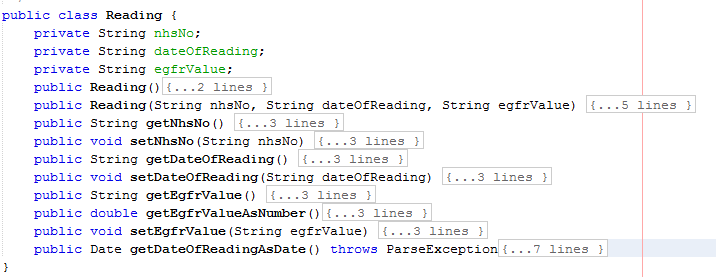 public class Reading {
private String nhsNo;
private String dateOfReading;
private String egfrValue;
public Reading(){...2 lines }
public Reading(String nhsNo, String dateOfReading, String egfrValue) {...5 lines }
public String getNhsNo() {...3 lines }
public void setNhsNo(String nhsNo) {...3 lines }
public String getDateOfReading() {...3 lines }
public void setDateOfReading(String dateOfReading) {...3 lines }
public String getEgfrValue() {...3 lines }
public double getEgfrValueAsNumber(){...3 lines }
public void setEgfrValue(String egfrValue) {...3 lines }
public Date getDateOfReadingAsDate() throws ParseException{...7 lines }
}